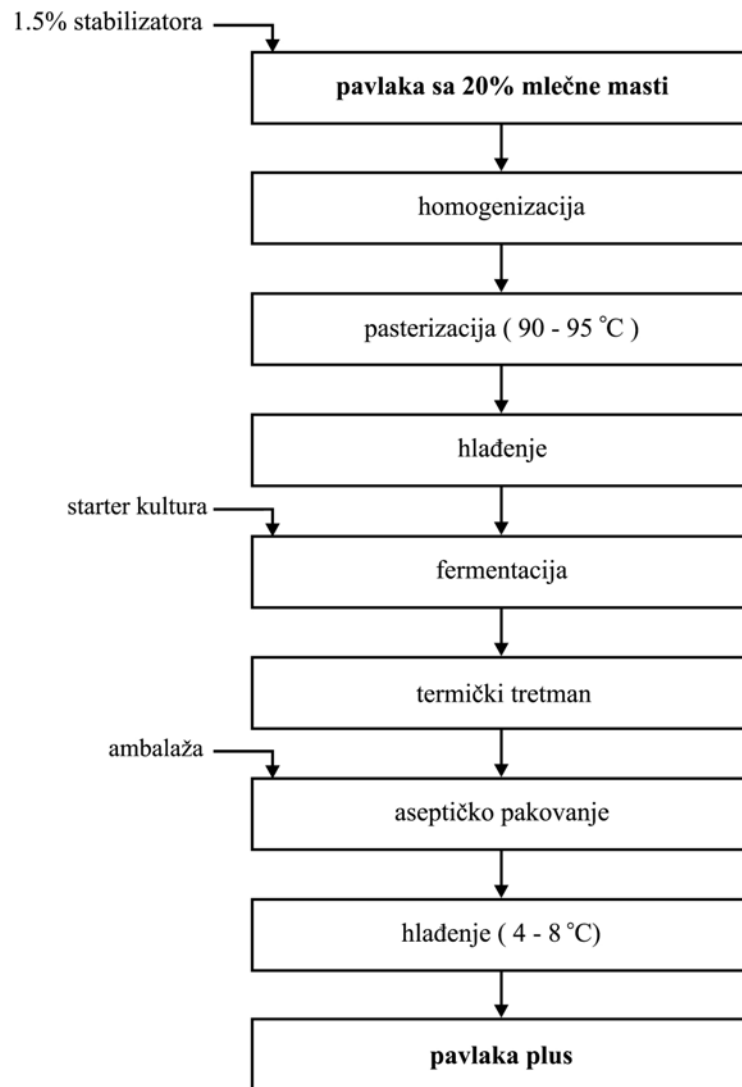 1.5% stabilizatora
pavlaka sa 20% mlečne masti
homogenizacija
pasterizacija ( 90 - 95 °C )
hlađenje
starter kultura
fermentacija
termički tretman
ambalaža
aseptičko pakovanje
hlađenje ( 4 - 8 °C)
pavlaka plus